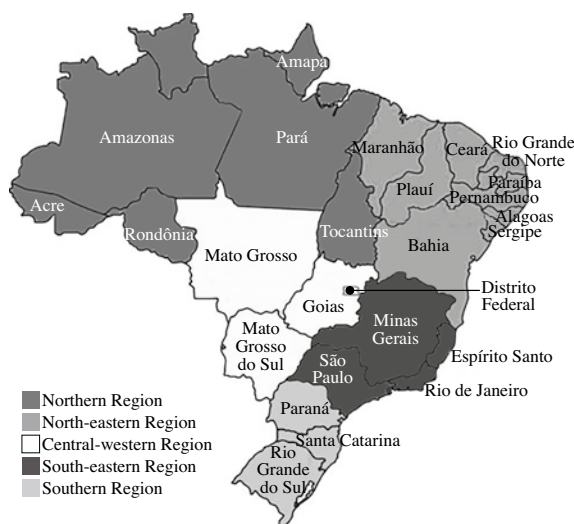 Amapa
Amazonas
Pará
Maranhão
Ceará
Rio Grande
do Norte
Paraíba
Plauí
Pernambuco
Alagoas
Sergipe
Acre
Rondônia
Tocantins
Bahia
Mato Grosso
Distrito
Federal
Goias
Minas
Gerais
Mato
Grosso
do Sul
Espírito Santo
São
Paulo
Rio de Janeiro
Paraná
Santa Catarina
Rio
Grande
do Sul
Northern Region
North-eastern Region
Central-western Region
South-eastern Region
Southern Region